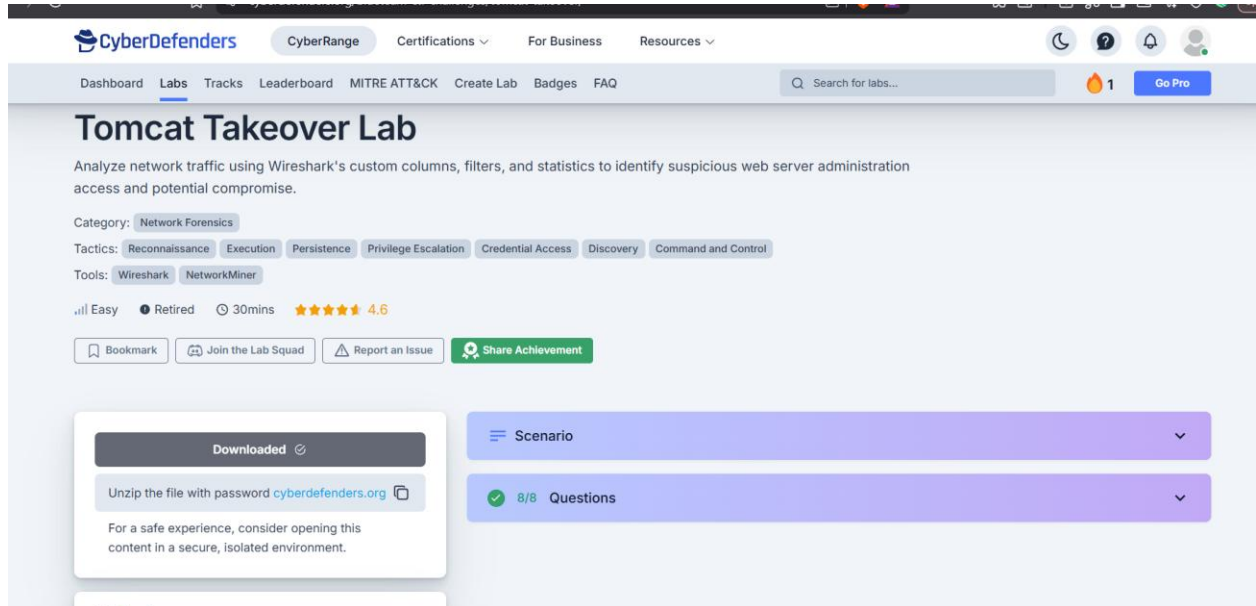 CyberDefenders CyberRange Certifications For Business Resources
Dashboard Labs Tracks Leaderboard MITRE ATT&CK Create Lab Badges FAQ Search for labs... 1 Go Pro
Tomcat Takeover Lab
Analyze network traffic using Wireshark's custom columns, filters, and statistics to identify suspicious web server administration
access and potential compromise.
Category: Network Forensics
Tactics: Reconnaissance Execution Persistence Privilege Escalation Credential Access Discovery Command and Control
Tools: Wireshark NetworkMiner
Easy Retired 30mins 4.6
Bookmark Join the Lab Squad Report an Issue Share Achievement
Downloaded
Unzip the file with password cyberdefenders.org
For a safe experience, consider opening this
content in a secure, isolated environment.
Scenario
8/8 Questions